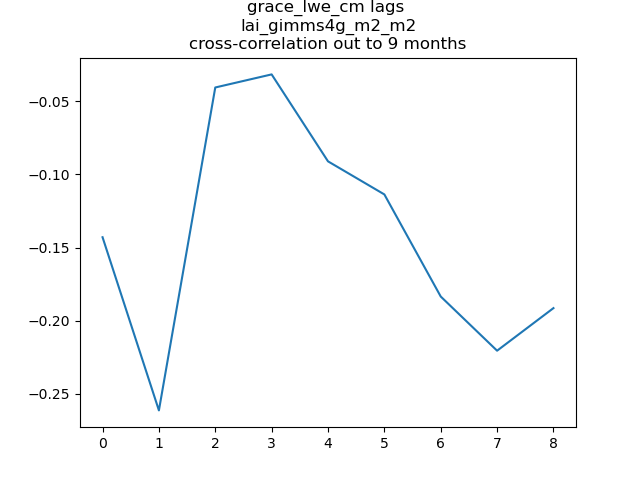 grace_lwe_cm lags
lai_gimms4g_m2_m2
cross-correlation out to 9 months
−0.05
−0.10
−0.15
−0.20
−0.25
0 1 2 3 4 5 6 7 8